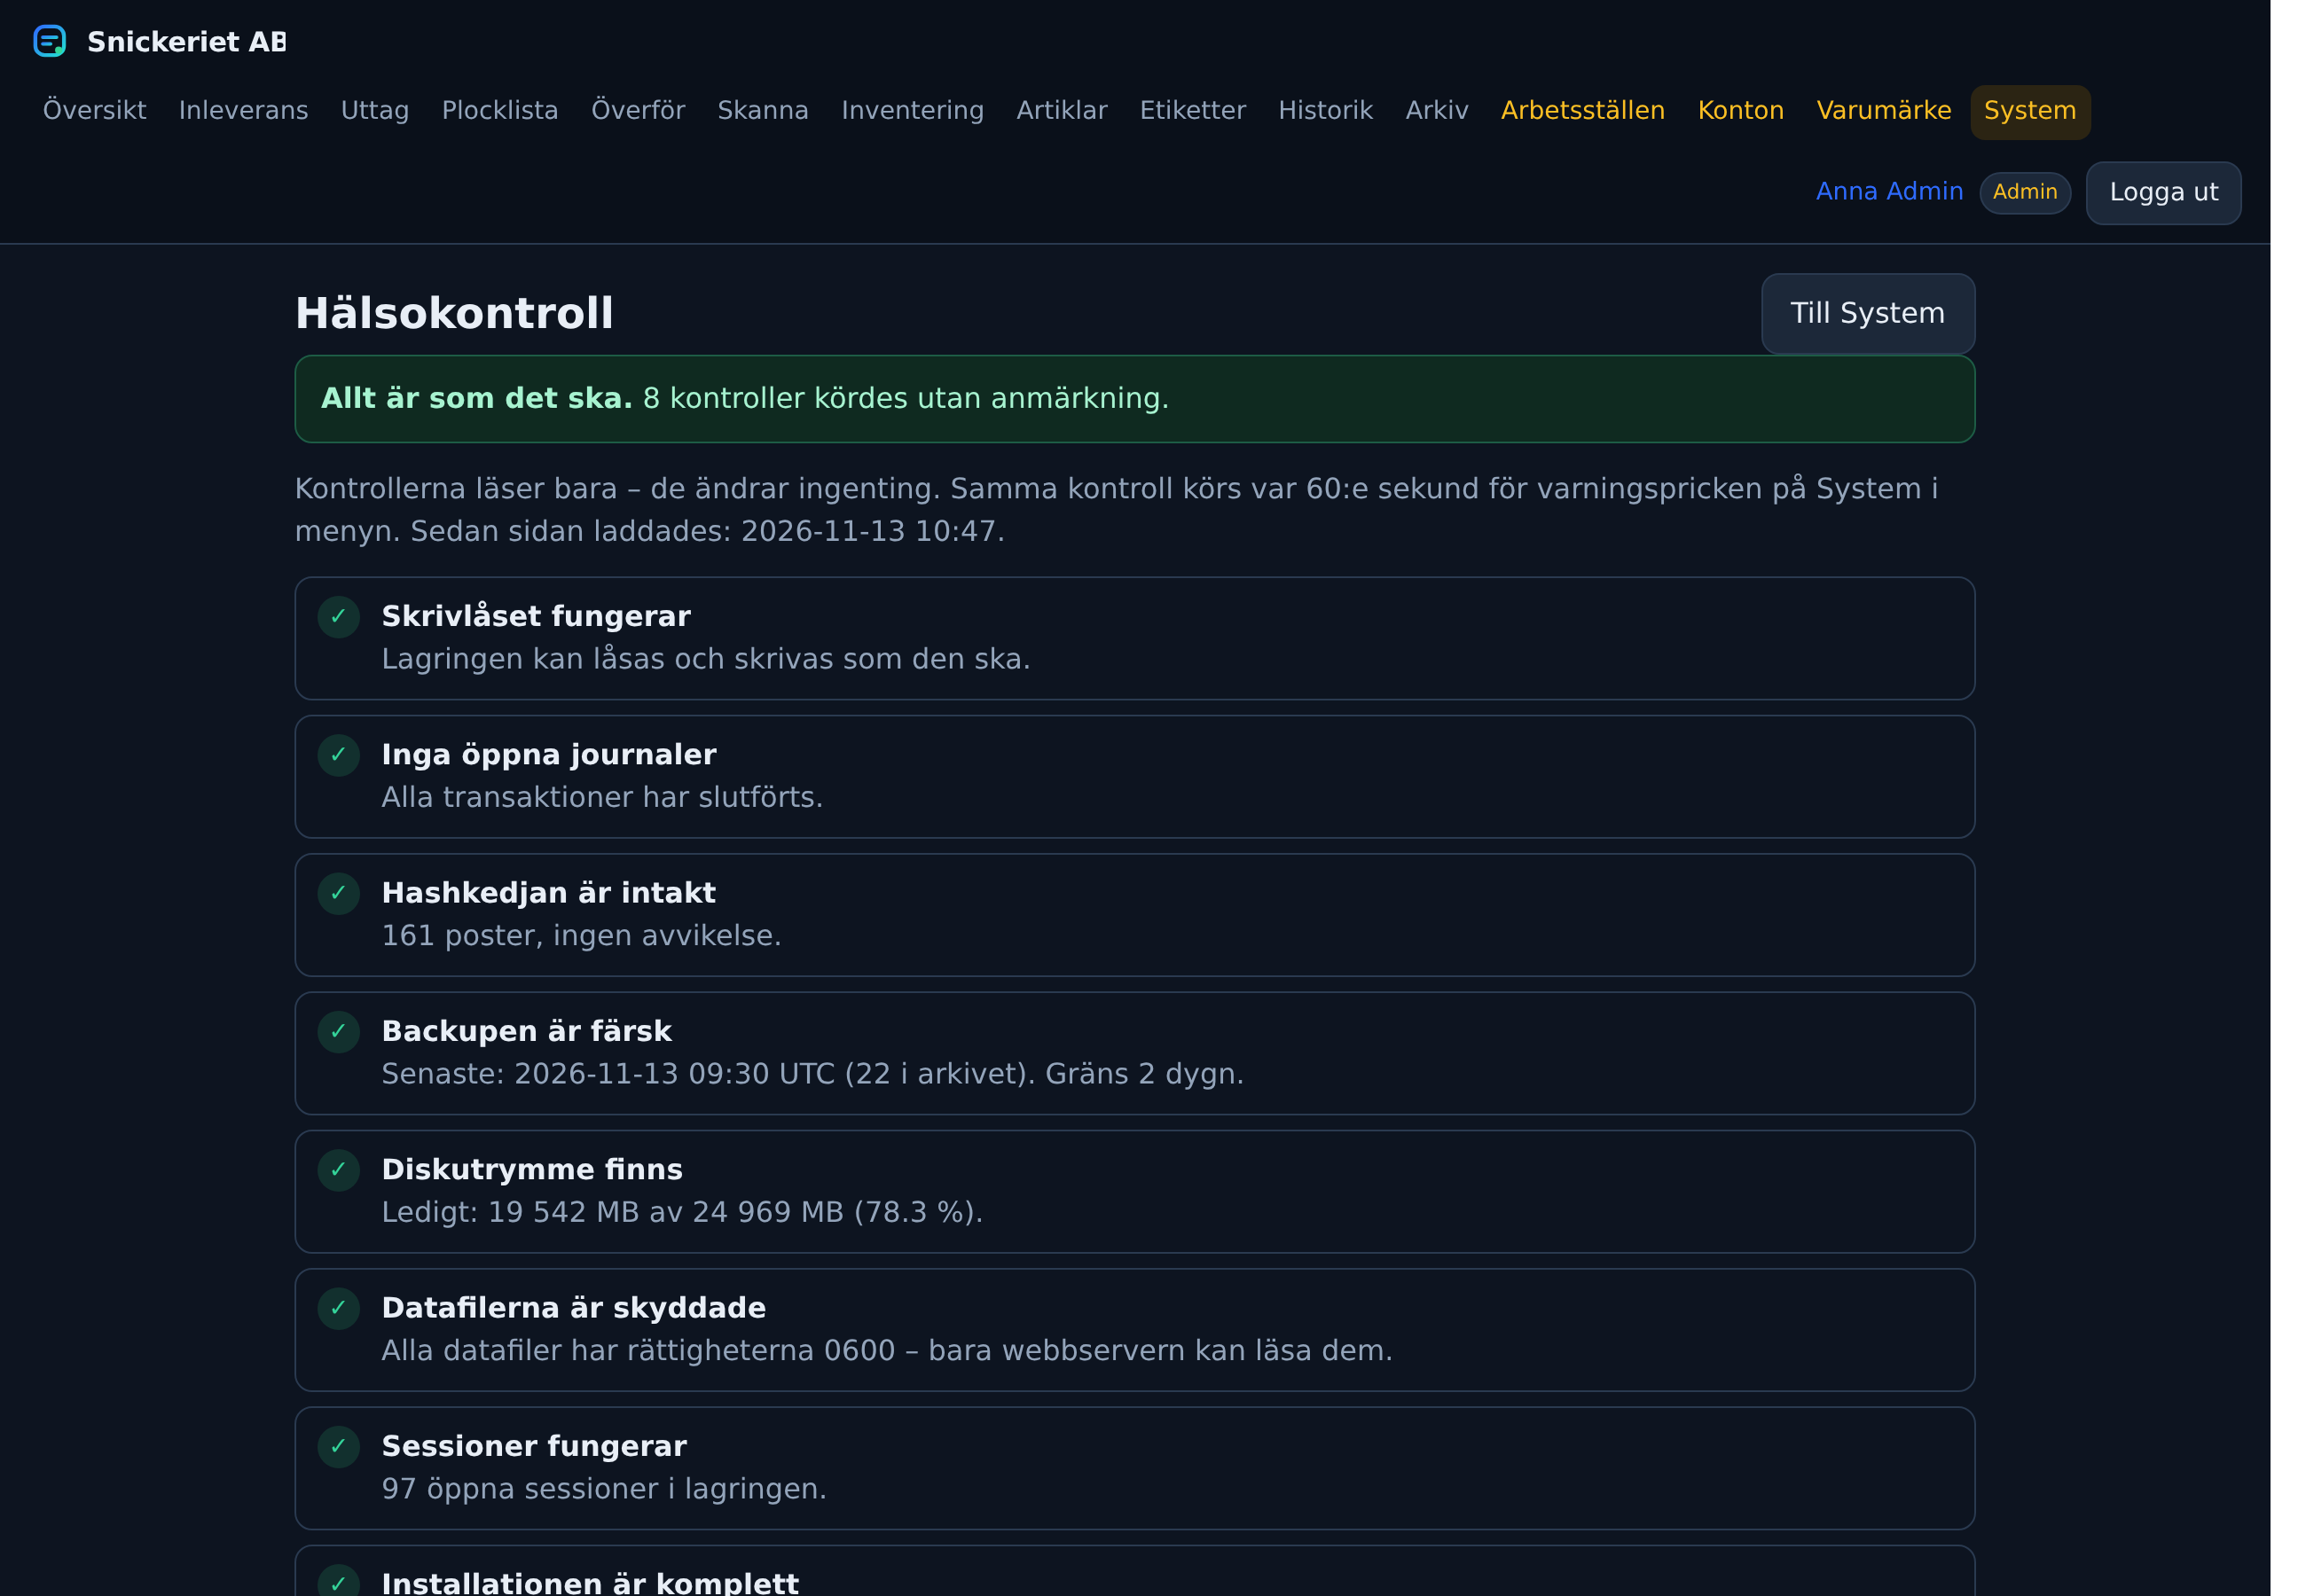 Snickeriet AB
Översikt Inleverans Uttag Plocklista Överför Skanna Inventering Artiklar Etiketter Historik Arkiv Arbetsställen Konton Varumärke System
Anna Admin Admin Logga ut
Hälsokontroll
Till System
Allt är som det ska. 8 kontroller kördes utan anmärkning.
Kontrollerna läser bara – de ändrar ingenting. Samma kontroll körs var 60:e sekund för varningspricken på System i
menyn. Sedan sidan laddades: 2026-11-13 10:47.
✓ Skrivlåset fungerar
Lagringen kan låsas och skrivas som den ska.
✓ Inga öppna journaler
Alla transaktioner har slutförts.
✓ Hashkedjan är intakt
161 poster, ingen avvikelse.
✓ Backupen är färsk
Senaste: 2026-11-13 09:30 UTC (22 i arkivet). Gräns 2 dygn.
✓ Diskutrymme finns
Ledigt: 19 542 MB av 24 969 MB (78.3 %).
✓ Datafilerna är skyddade
Alla datafiler har rättigheterna 0600 – bara webbservern kan läsa dem.
✓ Sessioner fungerar
97 öppna sessioner i lagringen.
✓ Installationen är komplett